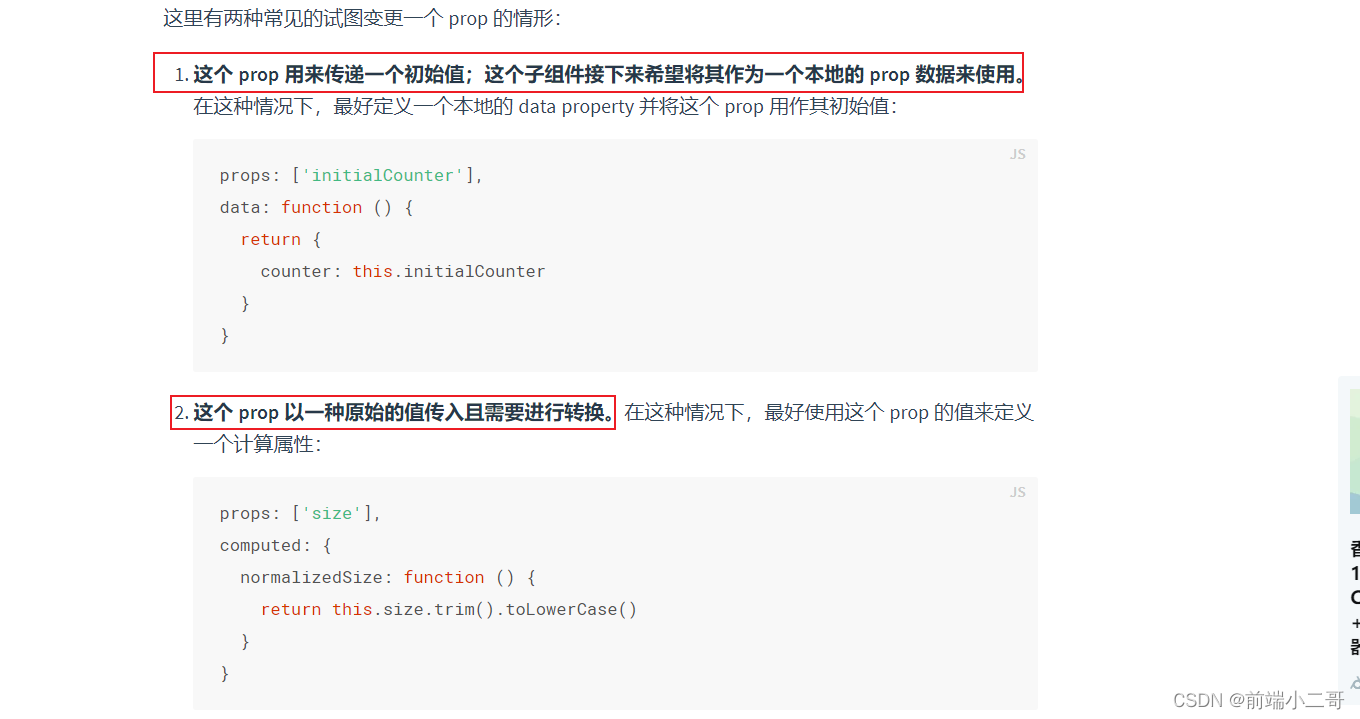 这里有两种常见的试图变更一个 prop 的情形：
1. 这个 prop 用来传递一个初始值；这个子组件接下来希望将其作为一个本地的 prop 数据来使用。
在这种情况下，最好定义一个本地的 data property 并将这个 prop 用作其初始值：
JS
props: ['initialCounter'],
data: function () {
  return {
    counter: this.initialCounter
  }
}
2. 这个 prop 以一种原始的值传入且需要进行转换。在这种情况下，最好使用这个 prop 的值来定义
一个计算属性：
JS
props: ['size'],
computed: {
  normalizedSize: function () {
    return this.size.trim().toLowerCase()
  }
}
香
1
+
器
CSDN @前端小二哥